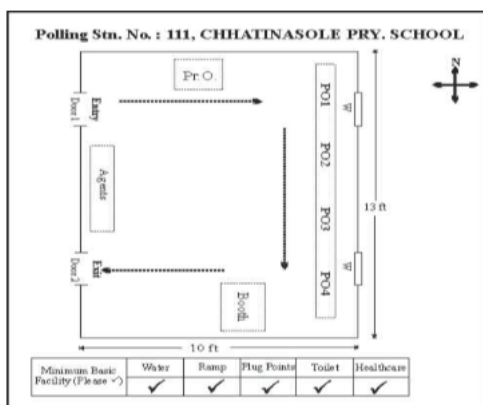 Polling Stn. No. : 111, CHHATINASOLE PRY. SCHOOL
Pr.O.
N
Entry
Door 1
PO1
W
PO2
Agents
13 ft
PO3
Exit
Door 2
PO4
W
Booth
10 ft
Minimum Basic
Facility (Please ✓)
Water
Ramp
Plug Points
Toilet
Healthcare
✓ ✓ ✓ ✓ ✓